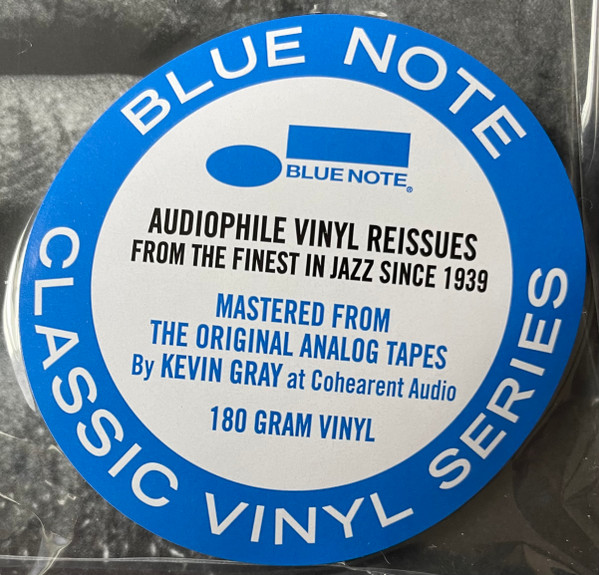 BLUE NOTE
BLUE NOTE®
AUDIOPHILE VINYL REISSUES
FROM THE FINEST IN JAZZ SINCE 1939
MASTERED FROM
THE ORIGINAL ANALOG TAPES
By KEVIN GRAY at Cohearent Audio
180 GRAM VINYL
CLASSIC VINYL SERIES